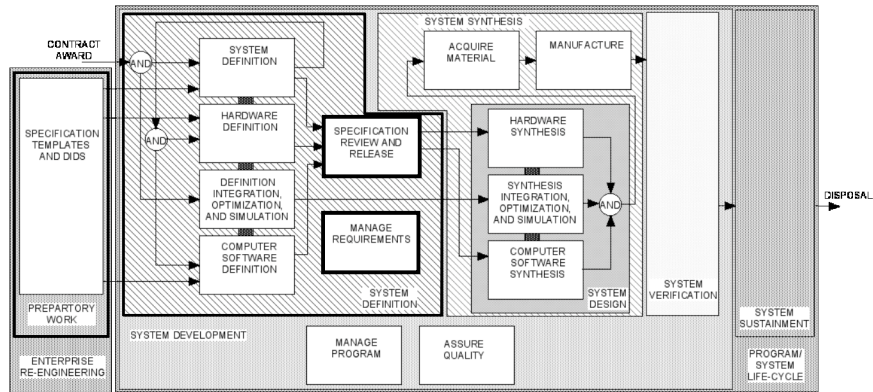 SYSTEM SYNTHESIS
CONTRACT
AWARD
AND
SYSTEM
DEFINITION
ACQUIRE
MATERIAL
MANUFACTURE
SPECIFICATION
TEMPLATES
AND DIDS
AND
HARDWARE
DEFINITION
SPECIFICATION
REVIEW AND
RELEASE
HARDWARE
SYNTHESIS
DEFINITION
INTEGRATION,
OPTIMIZATION,
AND SIMULATION
SYNTHESIS
INTEGRATION,
OPTIMIZATION,
AND SIMULATION
AND
DISPOSAL
MANAGE
REQUIREMENTS
COMPUTER
SOFTWARE
DEFINITION
COMPUTER
SOFTWARE
SYNTHESIS
SYSTEM
DEFINITION
SYSTEM
DESIGN
SYSTEM
VERIFICATION
PREPARTORY
WORK
SYSTEM
SUSTAINMENT
SYSTEM DEVELOPMENT
MANAGE
PROGRAM
ASSURE
QUALITY
ENTERPRISE
RE-ENGINEERING
PROGRAM/
SYSTEM
LIFE-CYCLE